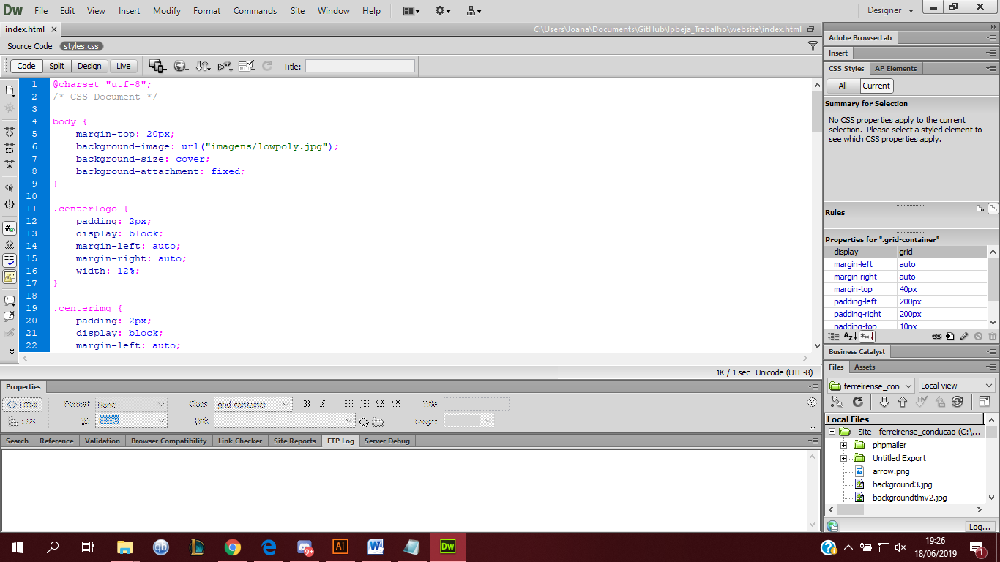 Dw File Edit View Insert Modify Format Commands Site Window Help Designer
index.html × C:\Users\Joana\Documents\GitHub\Ipbeja_Trabalho\website\index.html
Source Code styles.css
Code Split Design Live Title:
1 @charset "utf-8";
2 /* CSS Document */
3
4 body {
5 margin-top: 20px;
6 background-image: url("imagens/lowpoly.jpg");
7 background-size: cover;
8 background-attachment: fixed;
9 }
10
11 .centerlogo {
12 padding: 2px;
13 display: block;
14 margin-left: auto;
15 margin-right: auto;
16 width: 12%;
17 }
18
19 .centerimg {
20 padding: 2px;
21 display: block;
22 margin-left: auto;
1K / 1 sec Unicode (UTF-8)
Adobe BrowserLab
Insert
CSS Styles AP Elements
All Current
Summary for Selection
No CSS properties apply to the current
selection. Please select a styled element to
see which CSS properties apply.
Rules
Properties for ".grid-container"
display grid
margin-left auto
margin-right auto
margin-top 40px
padding-left 200px
padding-right 200px
padding-top 10px
Business Catalyst
Files Assets
ferreirense_con Local view
Local Files
Site - ferreirense_conducao (C:\...
phpmailer
Untitled Export
arrow.png
background3.jpg
backgroundtlmv2.jpg
Log...
Properties
HTML Format None Class grid-container B I Title
CSS ID None Link Target
Search Reference Validation Browser Compatibility Link Checker Site Reports FTP Log Server Debug
9+ Ai W Dw
19:26
18/06/2019
1